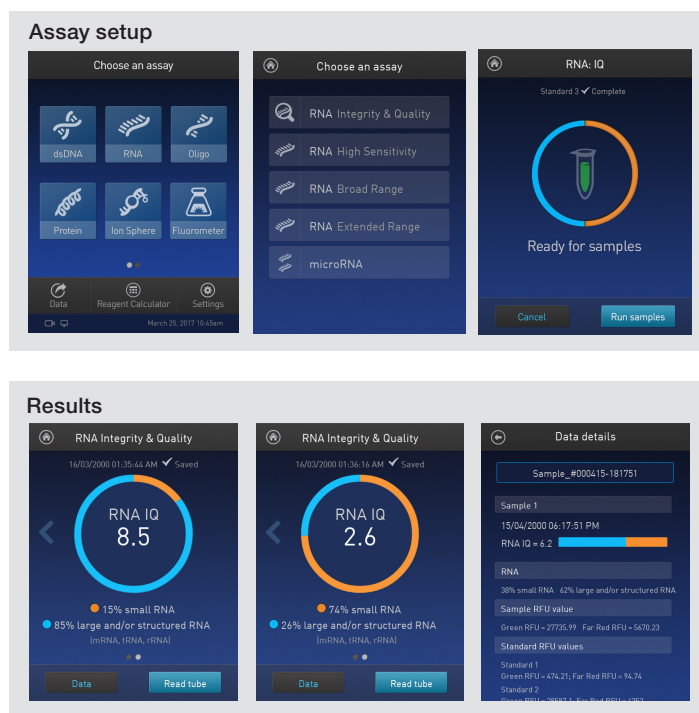 Assay setup
Choose an assay
dsDNA
RNA
Oligo
Protein
Ion Sphere
Fluorometer
Data
Reagent Calculator
Settings
March 25, 2017 10:45am
Choose an assay
RNA Integrity & Quality
RNA High Sensitivity
RNA Broad Range
RNA Extended Range
microRNA
RNA: IQ
Standard 3 ✔ Complete
Ready for samples
Cancel
Run samples
Results
RNA Integrity & Quality
16/03/2000 01:35:44 AM ✔ Saved
RNA IQ
8.5
15% small RNA
85% large and/or structured RNA
(mRNA, tRNA, rRNA)
Data
Read tube
RNA Integrity & Quality
16/03/2000 01:36:16 AM ✔ Saved
RNA IQ
2.6
74% small RNA
26% large and/or structured RNA
(mRNA, tRNA, rRNA)
Data
Read tube
Data details
Sample_#000415-181751
Sample 1
15/04/2000 06:17:51 PM
RNA IQ = 6.2
RNA
38% small RNA 62% large and/or structured RNA
Sample RFU value
Green RFU = 27735.99 Far Red RFU = 5670.23
Standard RFU values
Standard 1
Green RFU = 474.21; Far Red RFU = 94.74
Standard 2